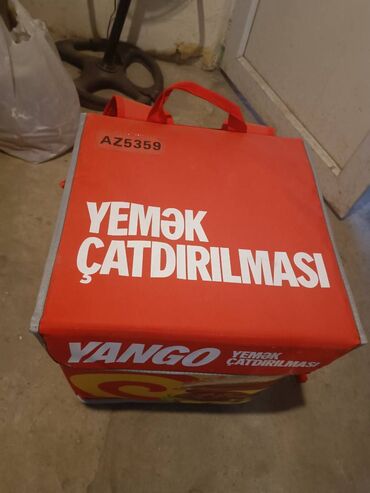 AZ5359
YEMƏK
ÇATDIRILMASI
YANGO YEMƏK
ÇATDIRILMASI